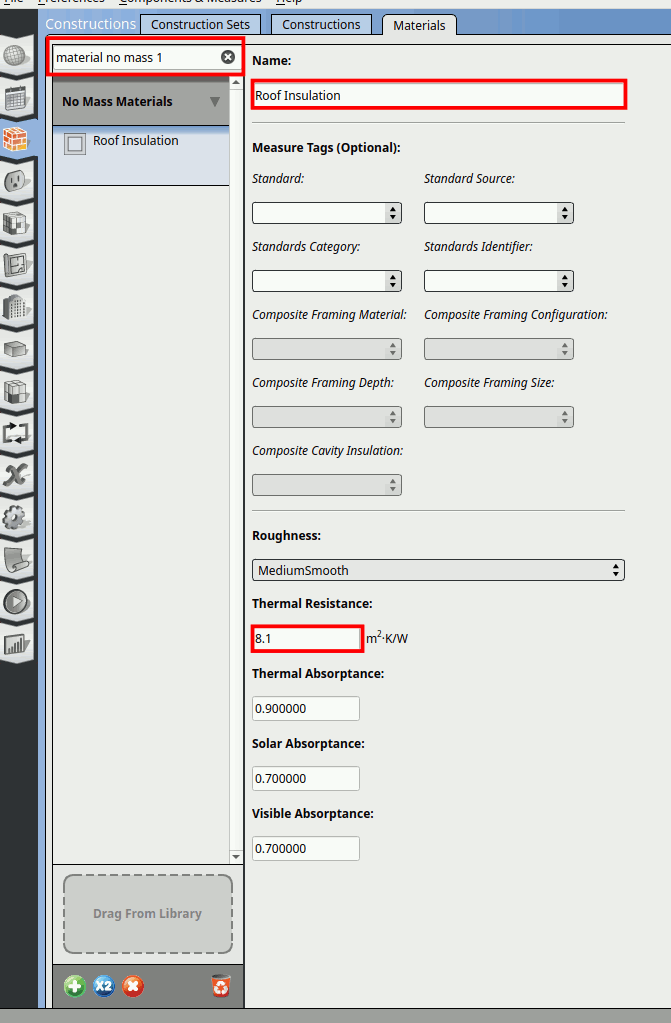 File Preferences Components & Measures Help
Constructions Construction Sets Constructions Materials
material no mass 1
Name:
No Mass Materials
Roof Insulation
Roof Insulation
Measure Tags (Optional):
Standard: Standard Source:
Standards Category: Standards Identifier:
Composite Framing Material: Composite Framing Configuration:
Composite Framing Depth: Composite Framing Size:
Composite Cavity Insulation:
Roughness:
MediumSmooth
Thermal Resistance:
8.1 m²·K/W
Thermal Absorptance:
0.900000
Solar Absorptance:
0.700000
Visible Absorptance:
0.700000
Drag From Library
X2